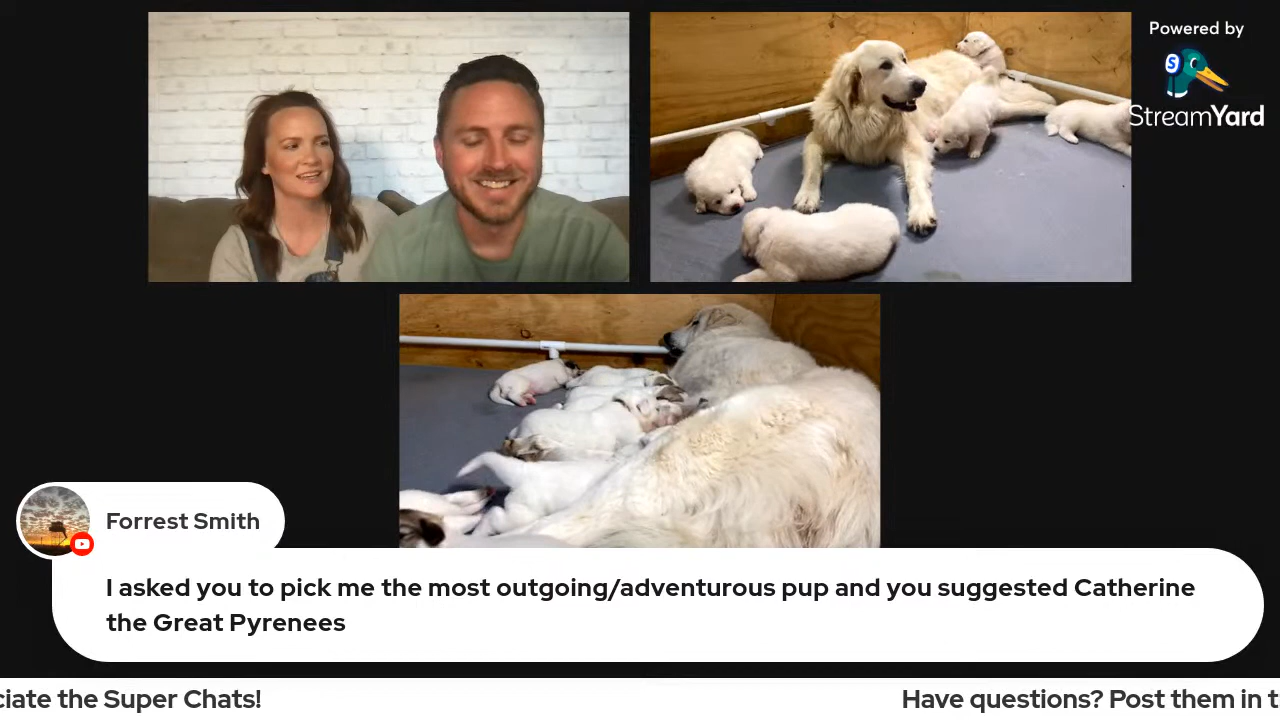 Powered by
StreamYard
Forrest Smith
I asked you to pick me the most outgoing/adventurous pup and you suggested Catherine
the Great Pyrenees
ciate the Super Chats!
Have questions? Post them in t